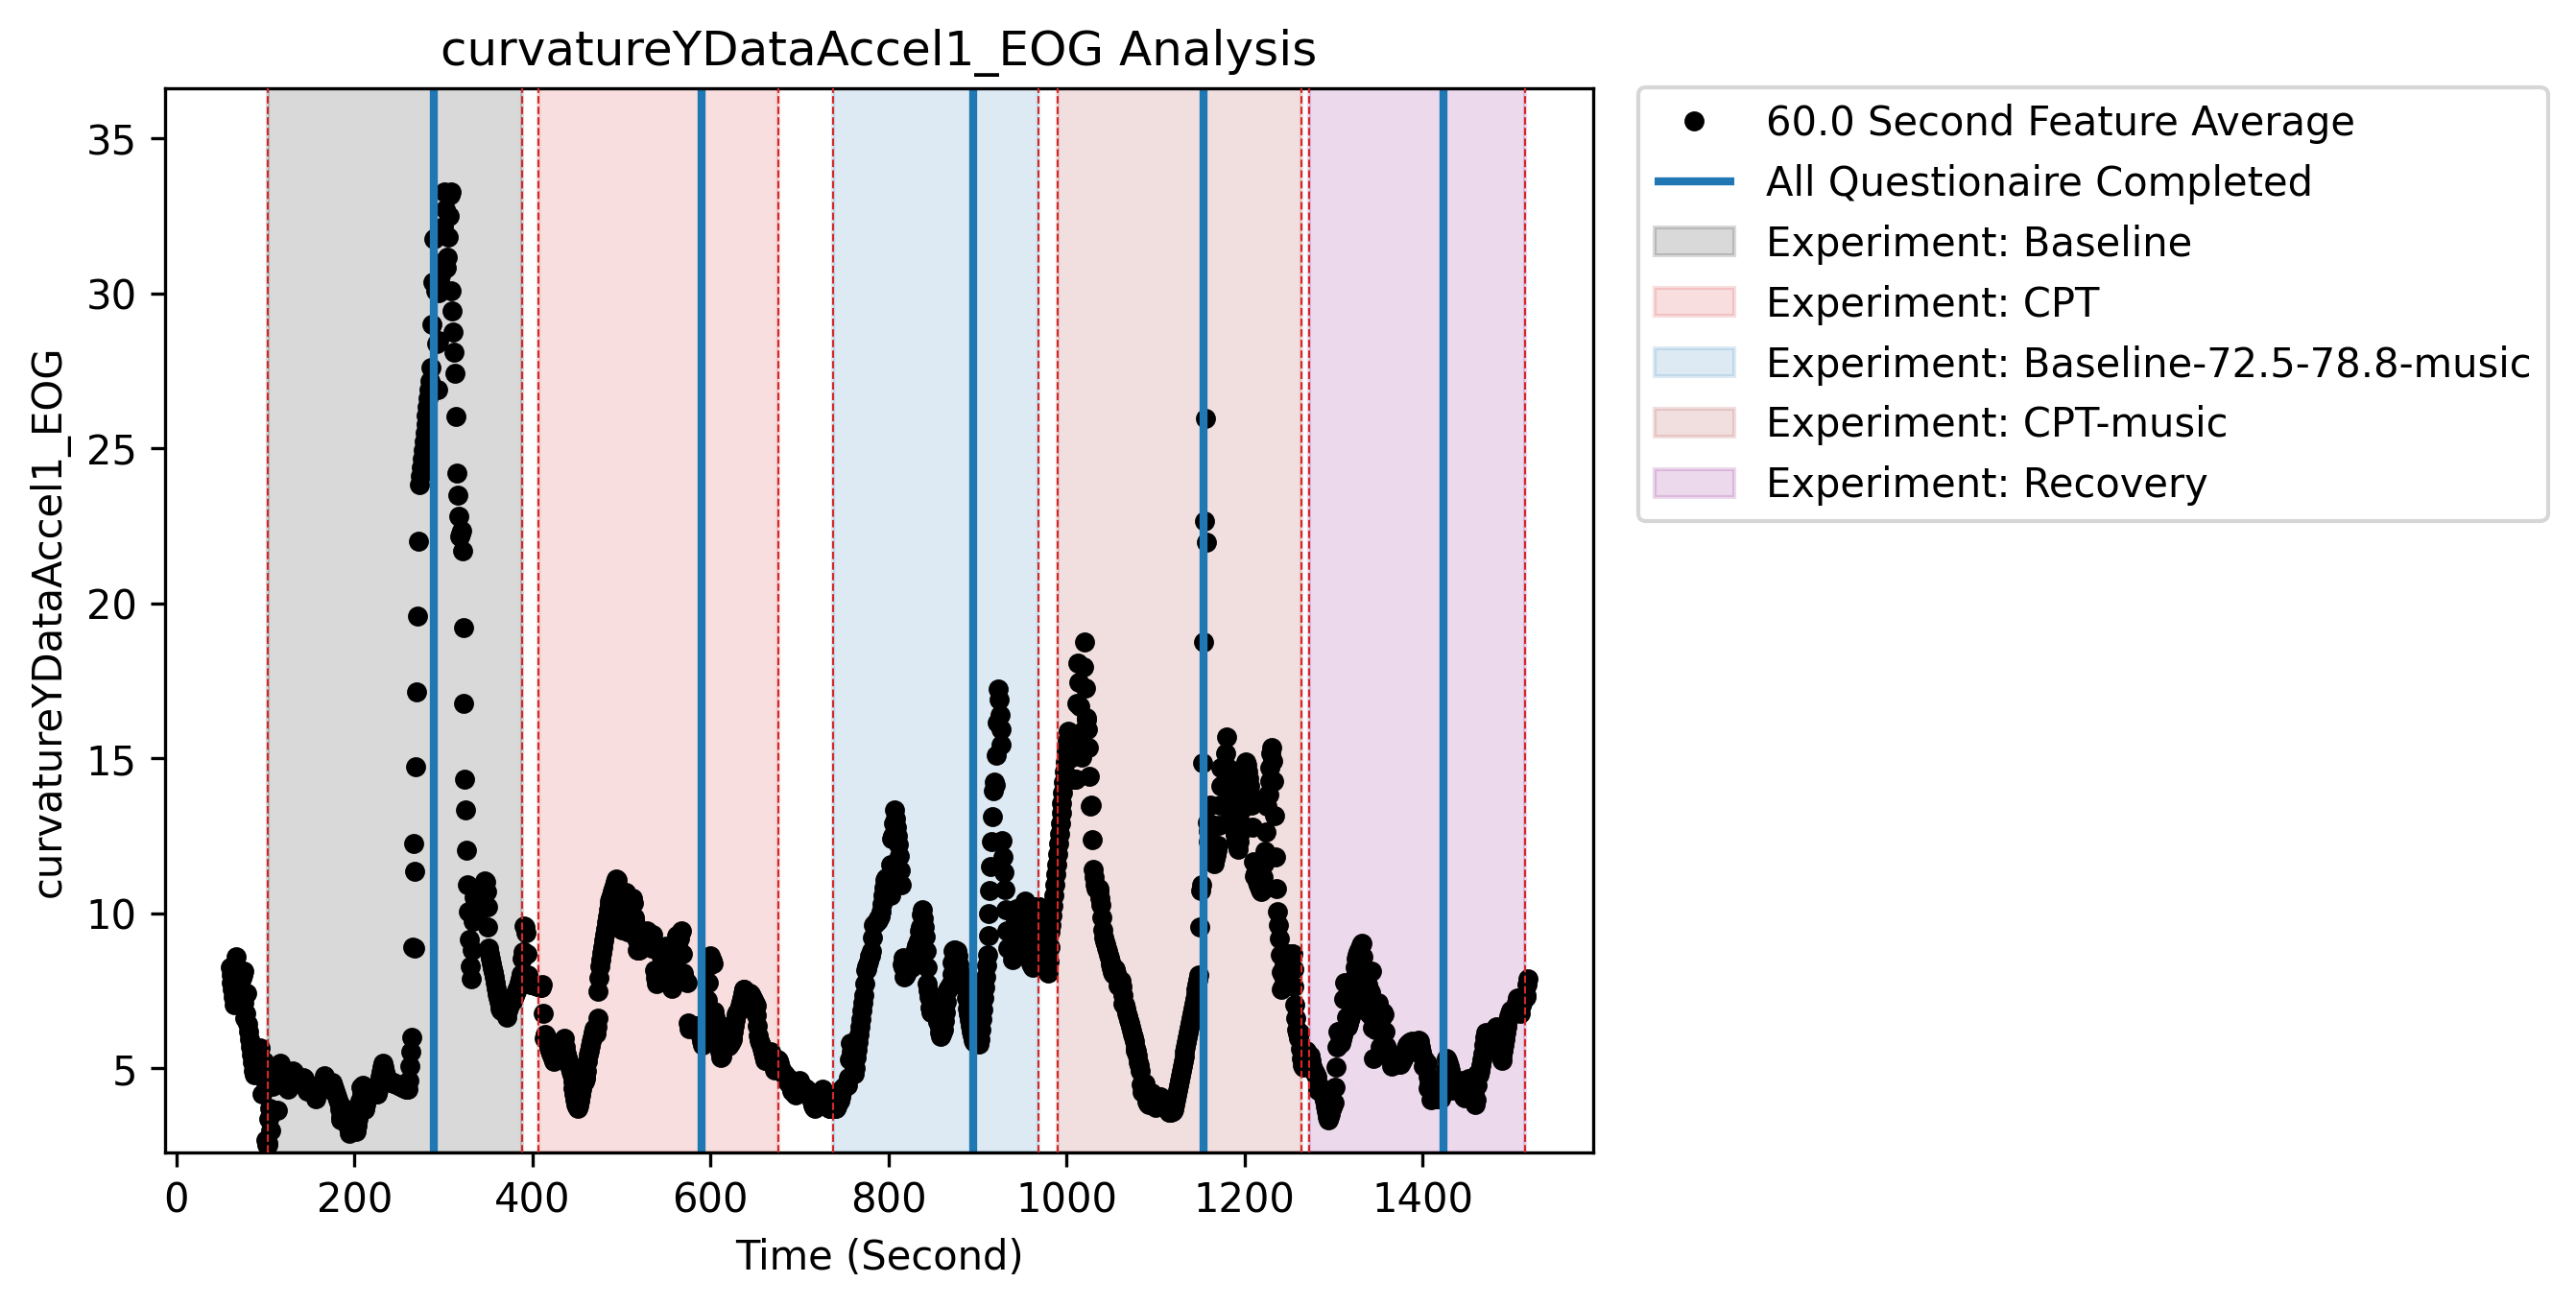 curvatureYDataAccel1_EOG Analysis
curvatureYDataAccel1_EOG
35
30
25
20
15
10
5
0
200
400
600
800
1000
1200
1400
Time (Second)
60.0 Second Feature Average
All Questionaire Completed
Experiment: Baseline
Experiment: CPT
Experiment: Baseline-72.5-78.8-music
Experiment: CPT-music
Experiment: Recovery